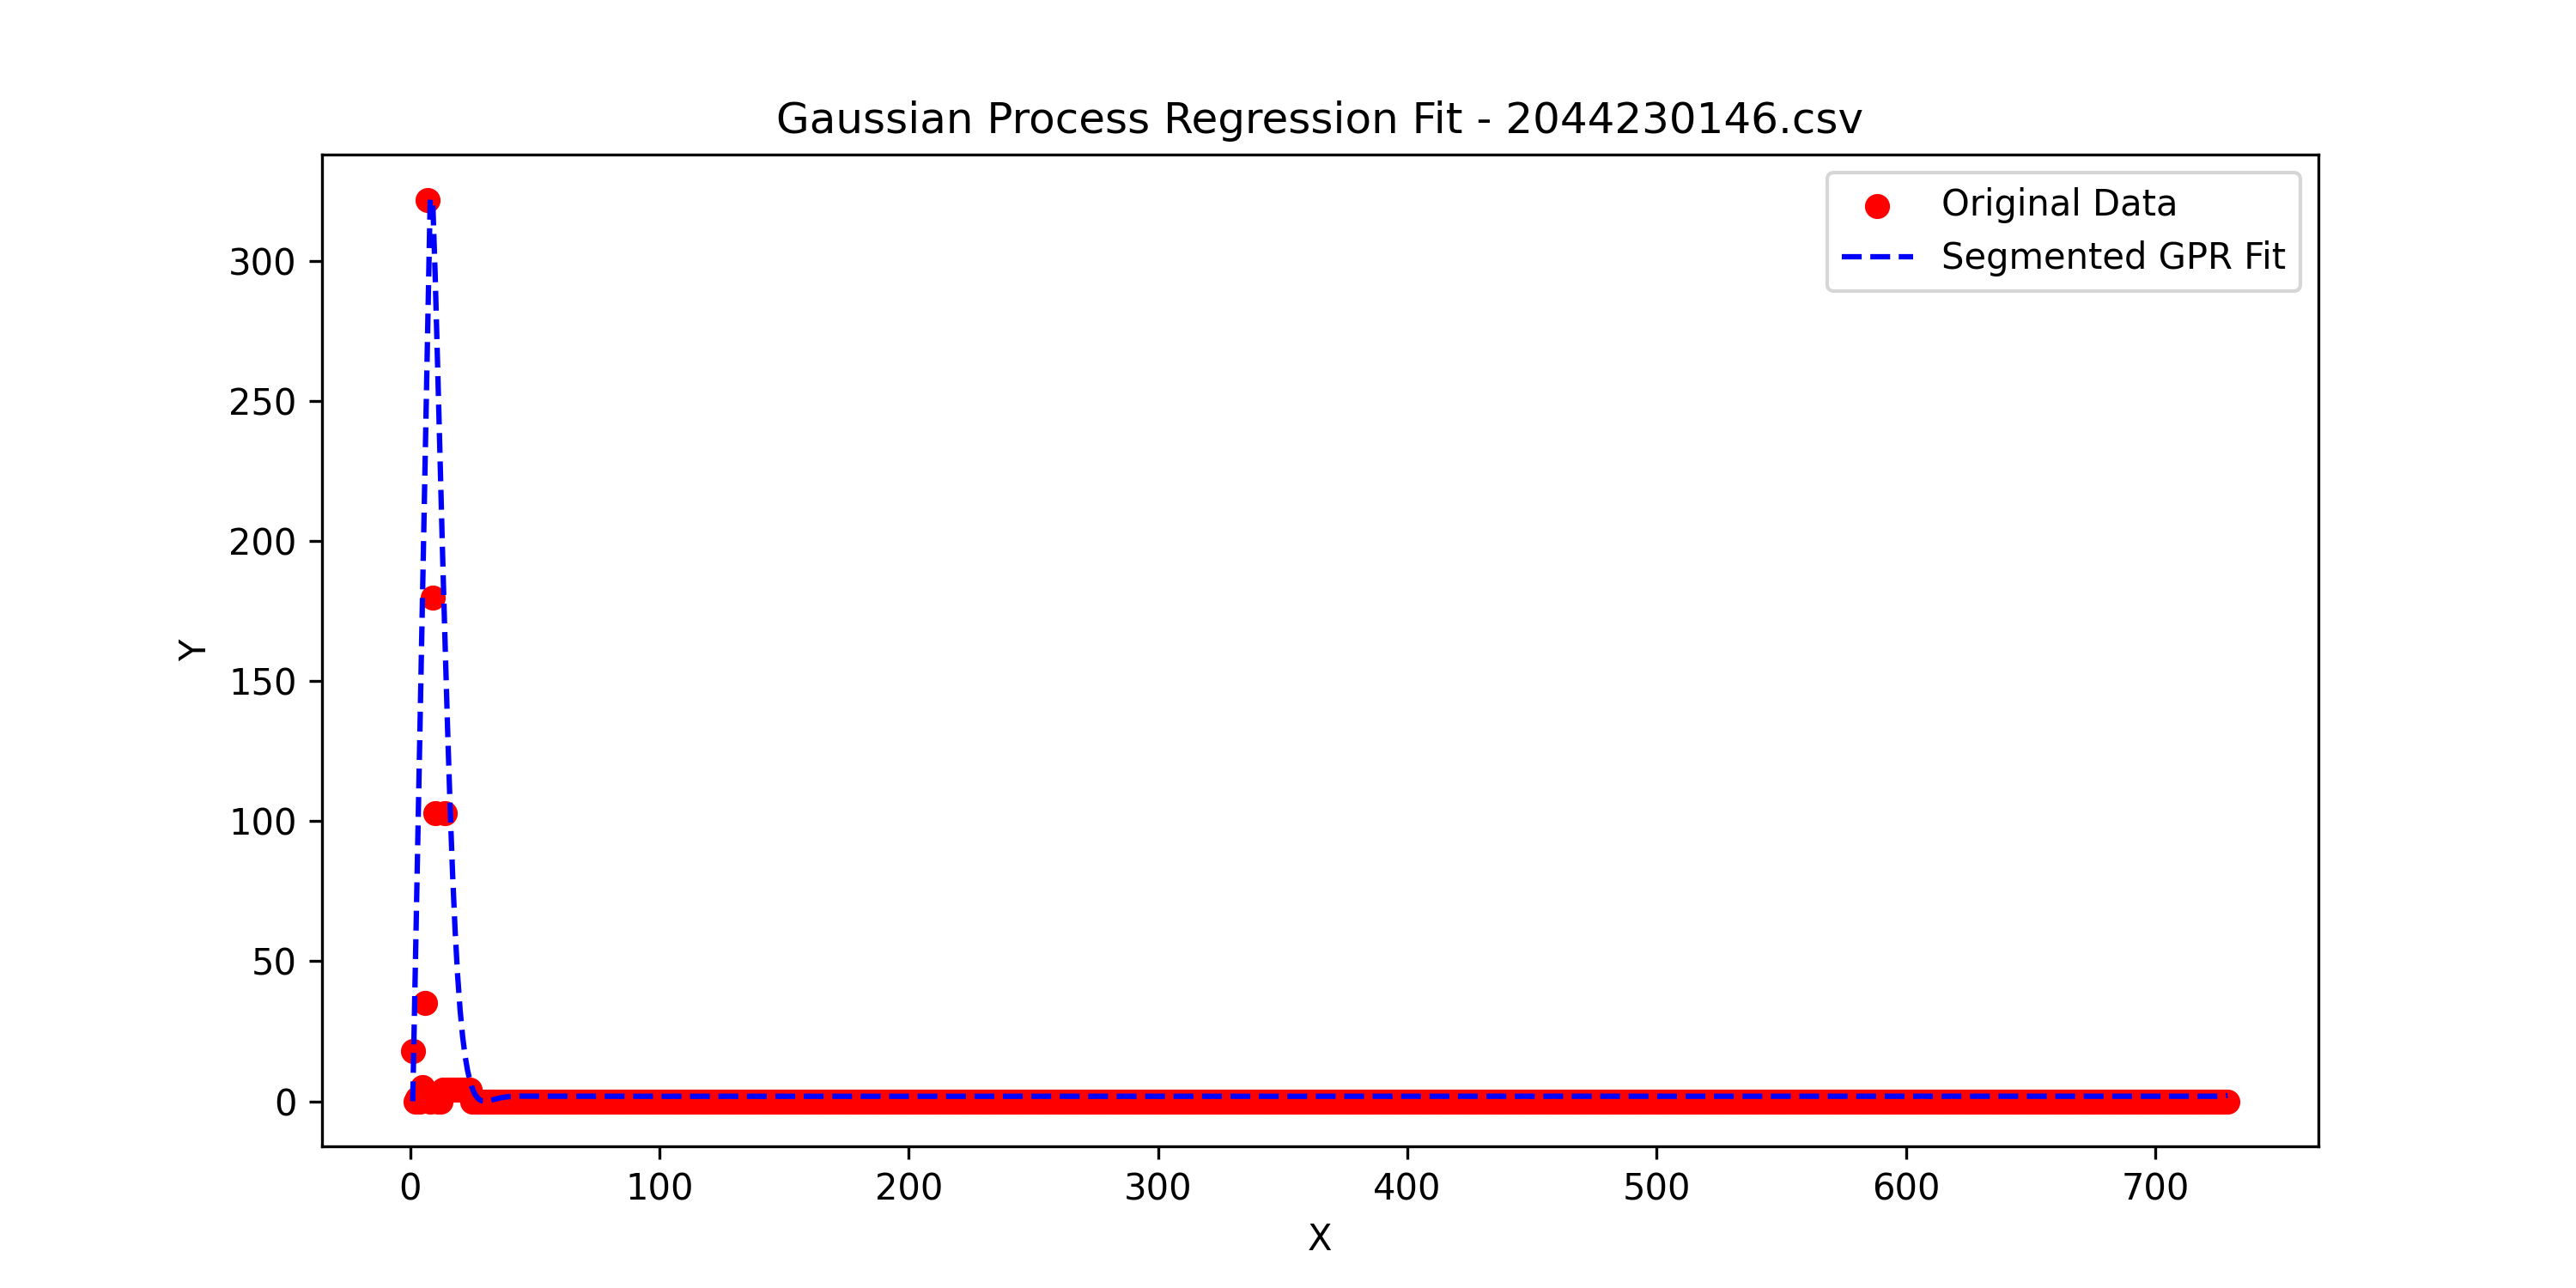 Gaussian Process Regression Fit - 2044230146.csv
Original Data
Segmented GPR Fit
300
250
200
150
100
50
0
Y
0 100 200 300 400 500 600 700
X